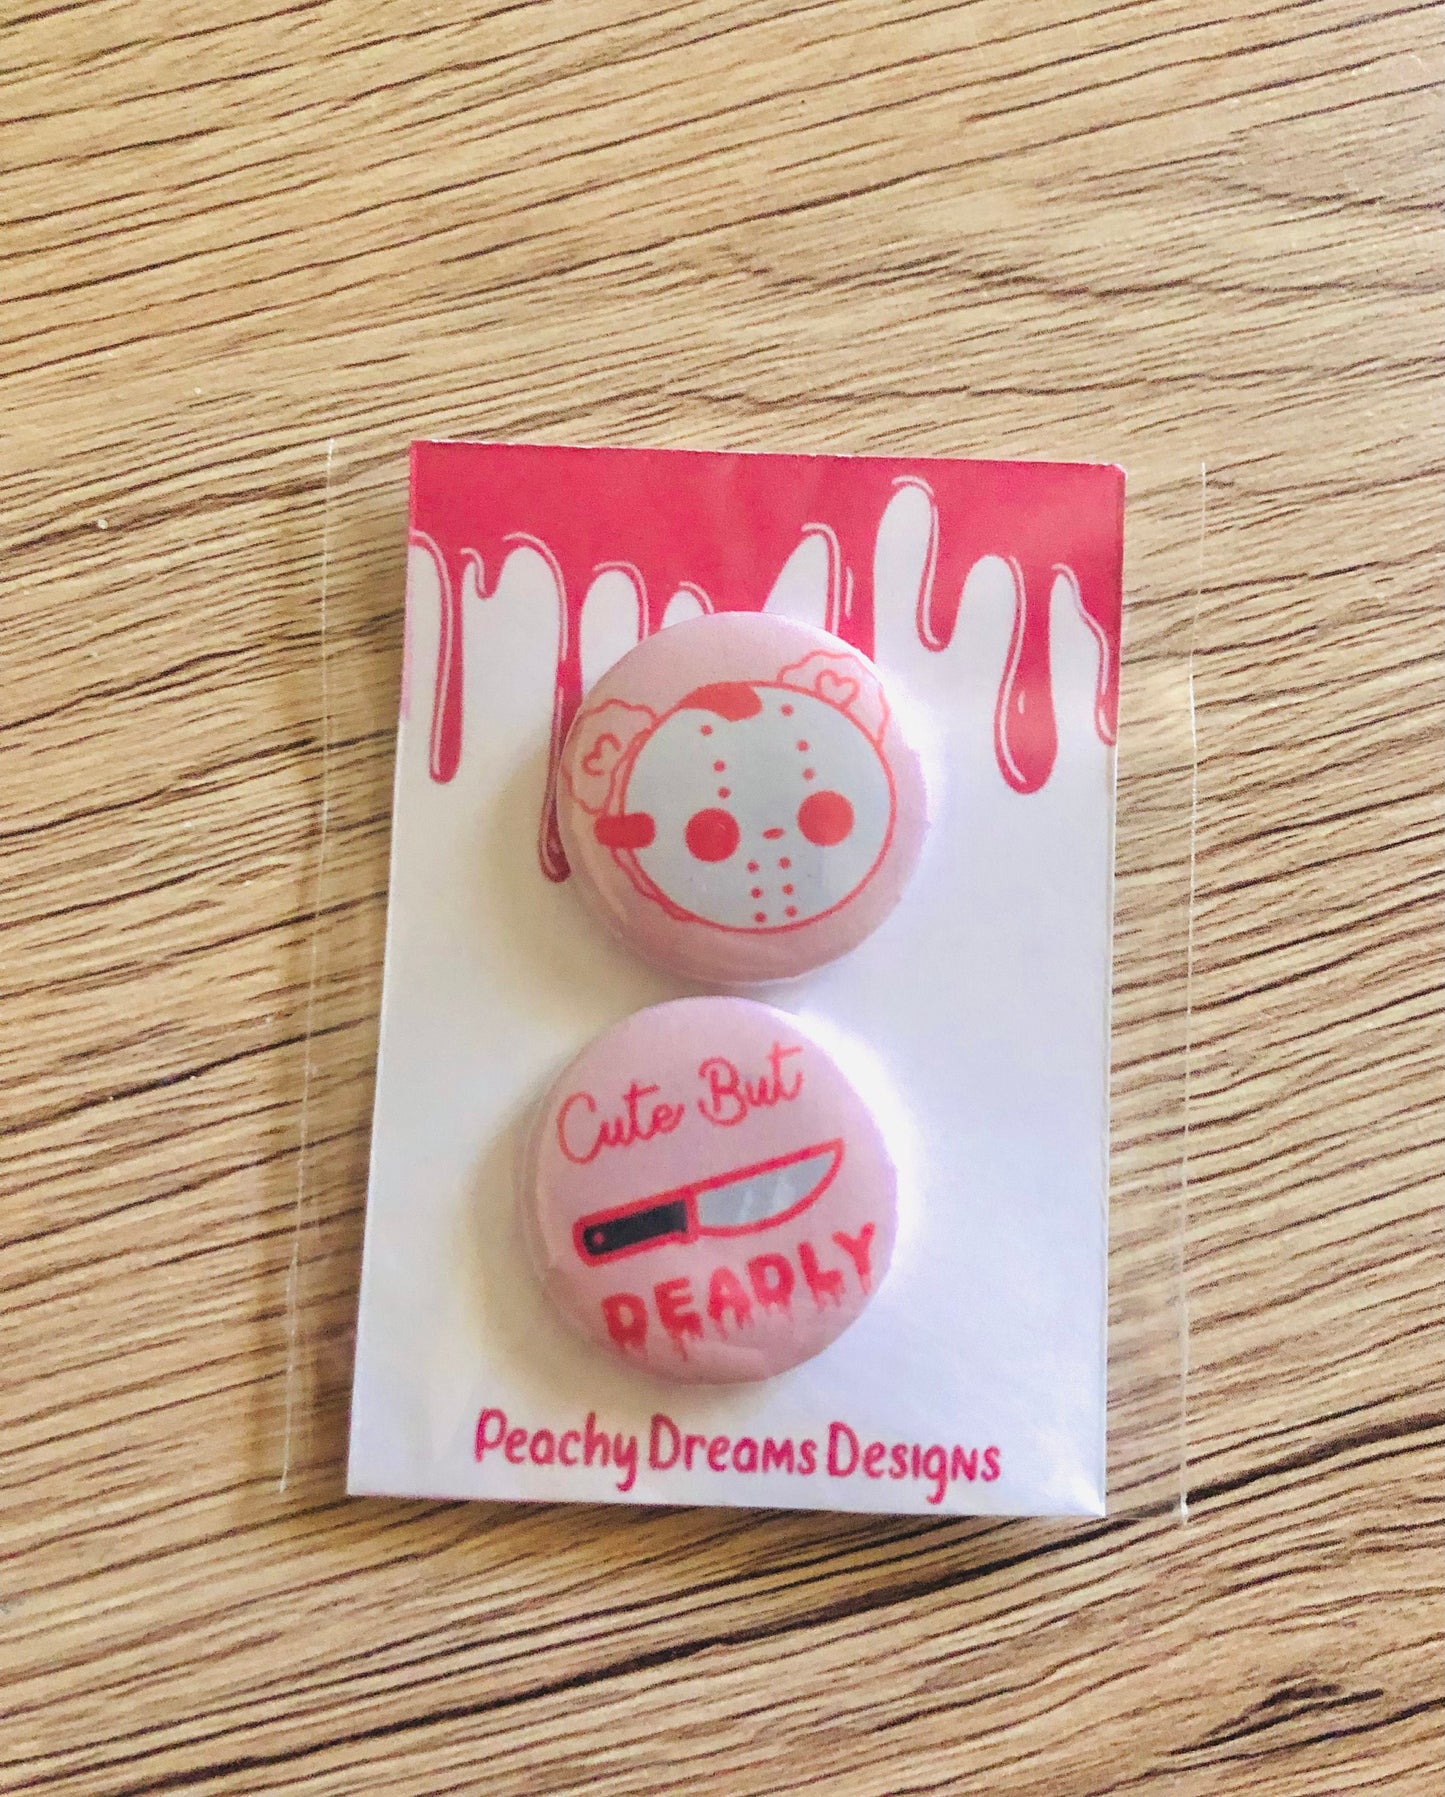 Cute But
DEADLY
Peachy Dreams Designs